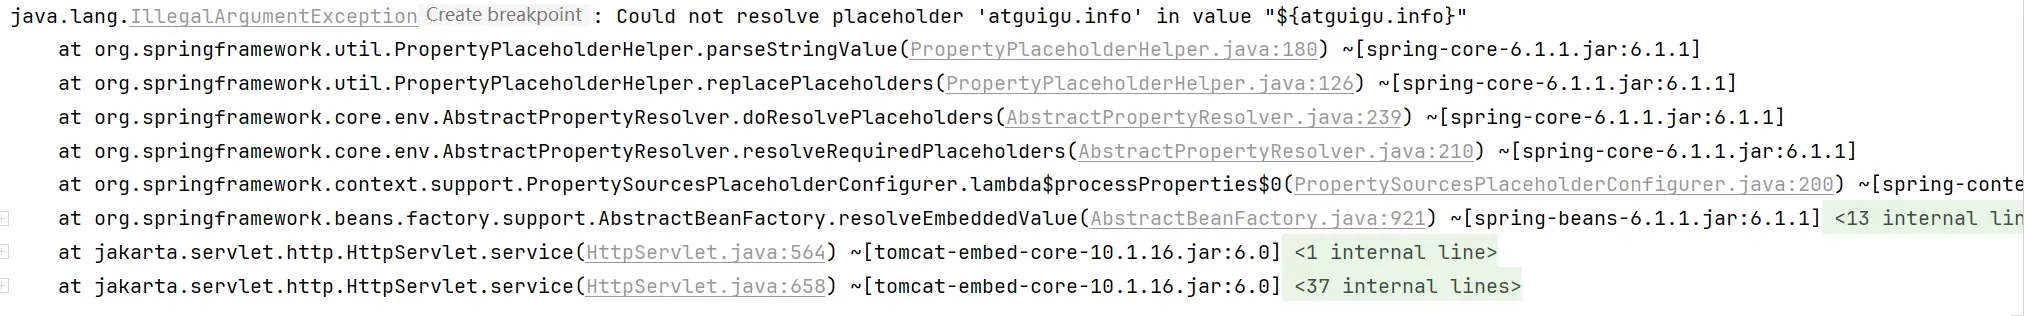 java.lang.IllegalArgumentException Create breakpoint : Could not resolve placeholder 'atguigu.info' in value "${atguigu.info}"
at org.springframework.util.PropertyPlaceholderHelper.parseStringValue(PropertyPlaceholderHelper.java:180) ~[spring-core-6.1.1.jar:6.1.1]
at org.springframework.util.PropertyPlaceholderHelper.replacePlaceholders(PropertyPlaceholderHelper.java:126) ~[spring-core-6.1.1.jar:6.1.1]
at org.springframework.core.env.AbstractPropertyResolver.doResolvePlaceholders(AbstractPropertyResolver.java:239) ~[spring-core-6.1.1.jar:6.1.1]
at org.springframework.core.env.AbstractPropertyResolver.resolveRequiredPlaceholders(AbstractPropertyResolver.java:210) ~[spring-core-6.1.1.jar:6.1.1]
at org.springframework.context.support.PropertySourcesPlaceholderConfigurer.lambda$processProperties$0(PropertySourcesPlaceholderConfigurer.java:200) ~[spring-conte
at org.springframework.beans.factory.support.AbstractBeanFactory.resolveEmbeddedValue(AbstractBeanFactory.java:921) ~[spring-beans-6.1.1.jar:6.1.1] <13 internal lin
at jakarta.servlet.http.HttpServlet.service(HttpServlet.java:564) ~[tomcat-embed-core-10.1.16.jar:6.0] <1 internal line>
at jakarta.servlet.http.HttpServlet.service(HttpServlet.java:658) ~[tomcat-embed-core-10.1.16.jar:6.0] <37 internal lines>